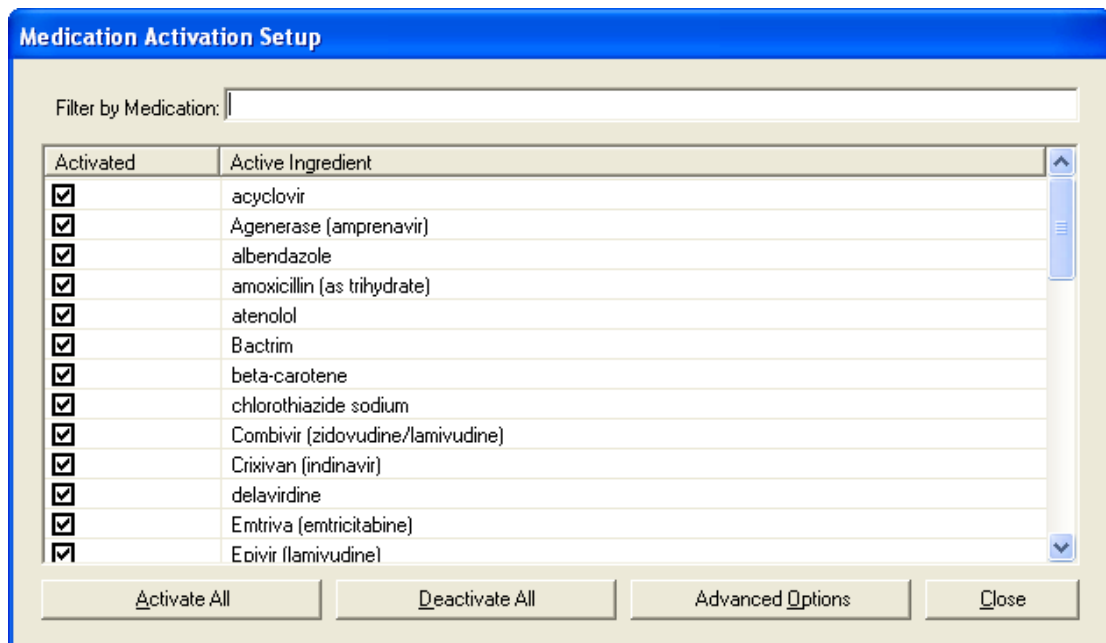 Medication Activation Setup
Filter by Medication:
Activated Active Ingredient
acyclovir
Agenerase (amprenavir)
albendazole
amoxicillin (as trihydrate)
atenolol
Bactrim
beta-carotene
chlorothiazide sodium
Combivir (zidovudine/lamivudine)
Crixivan (indinavir)
delavirdine
Emtriva (emtricitabine)
Epivir (lamivudine)
Activate All Deactivate All Advanced Options Close